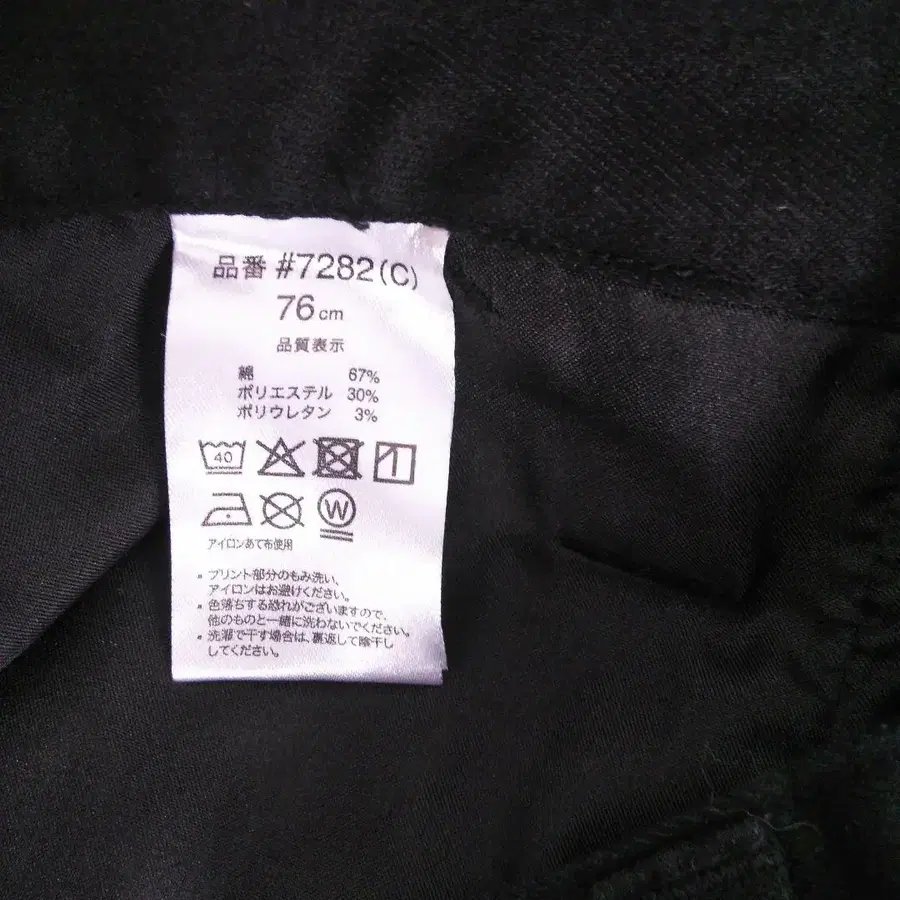 品番 #7282(C)
76cm
品質表示
綿 67%
ポリエステル 30%
ポリウレタン 3%
40
W
アイロンあて布使用
・プリント部分のもみ洗い、
アイロンはお避けください。
・色落ちする恐れがございますので、
他のものと一緒に洗わないでください。
・洗濯で干す場合は、裏返して陰干し
してください。